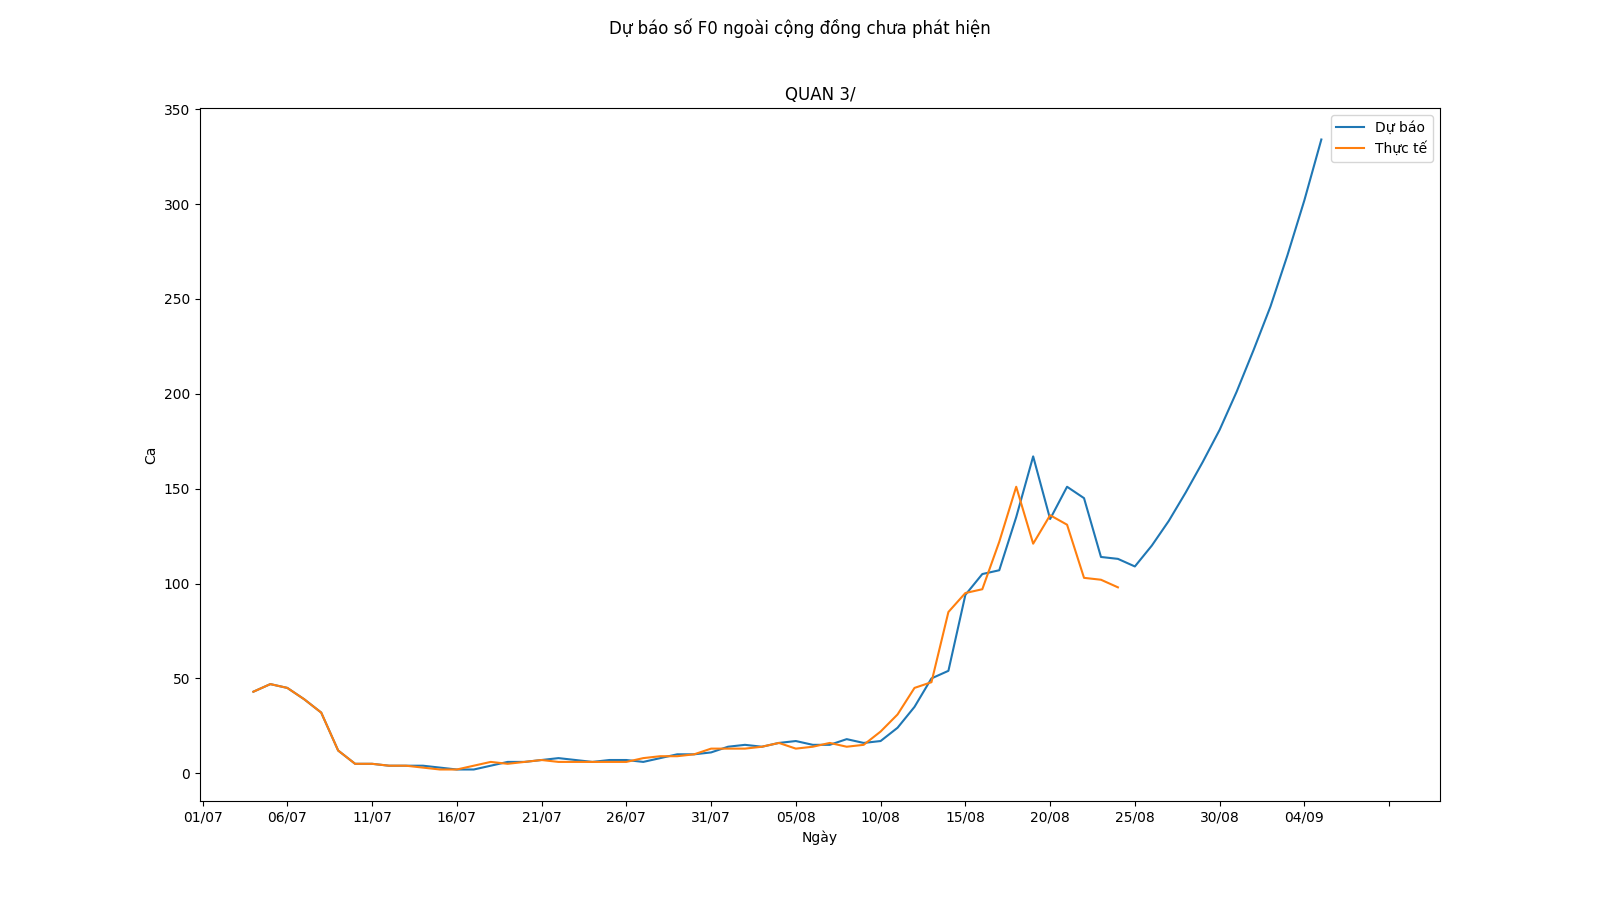 Dự báo số F0 ngoài cộng đồng chưa phát hiện
QUAN 3/
350
300
250
200
150
100
50
0
Ca
Dự báo
Thực tế
01/07 06/07 11/07 16/07 21/07 26/07 31/07 05/08 10/08 15/08 20/08 25/08 30/08 04/09
Ngày